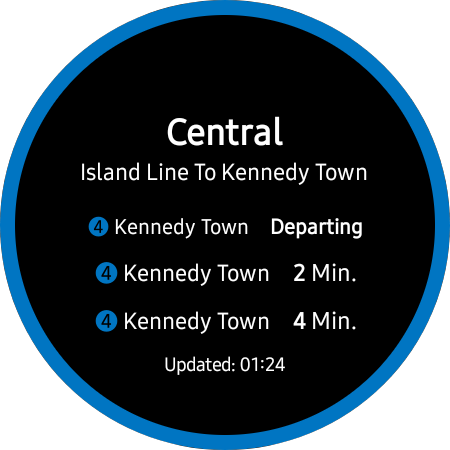 Central
Island Line To Kennedy Town
4 Kennedy Town Departing
4 Kennedy Town 2 Min.
4 Kennedy Town 4 Min.
Updated: 01:24